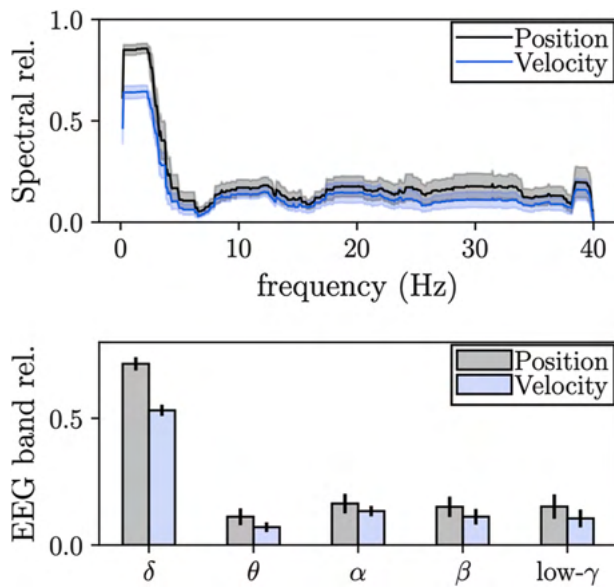 Spectral rel.
1.0
0.5
0.0
Position
Velocity
0 10 20 30 40
frequency (Hz)
EEG band rel.
0.5
0.0
Position
Velocity
δ θ α β low-γ